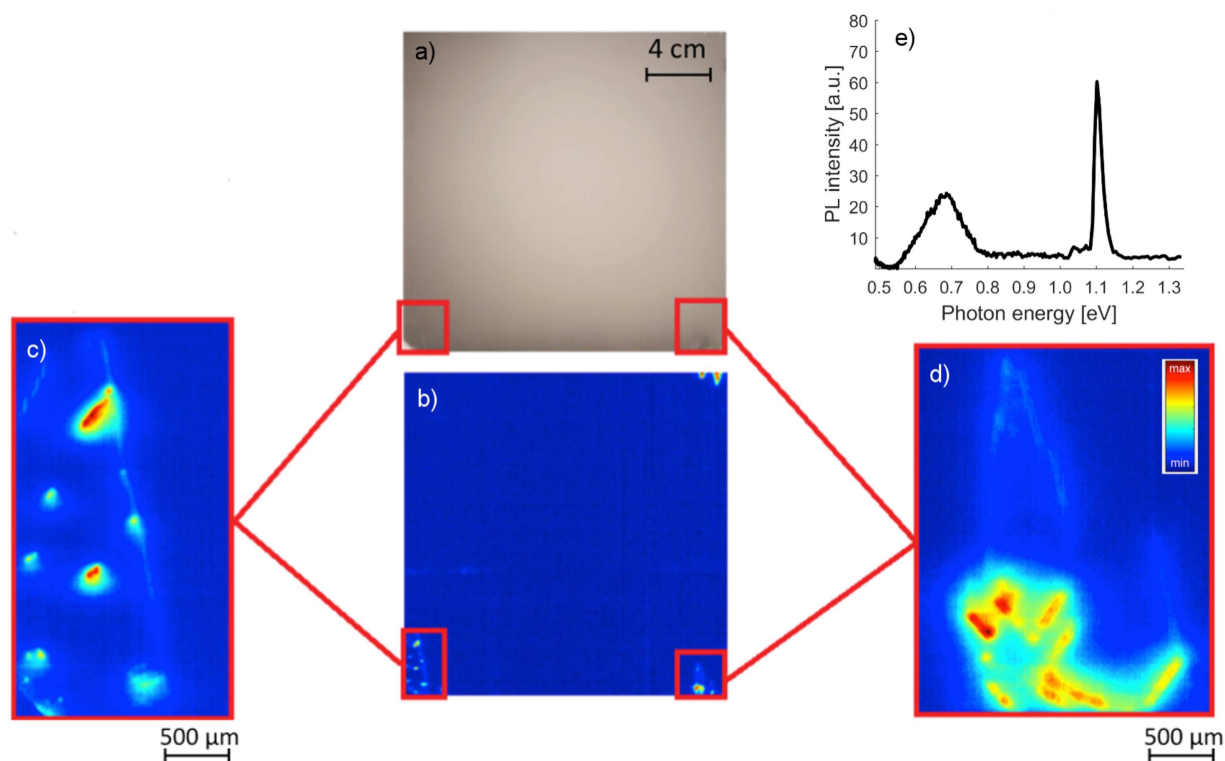 a)
4 cm
b)
c)
500 μm
d)
max
min
500 μm
e)
PL intensity [a.u.]
80
70
60
50
40
30
20
10
0.5 0.6 0.7 0.8 0.9 1.0 1.1 1.2 1.3
Photon energy [eV]